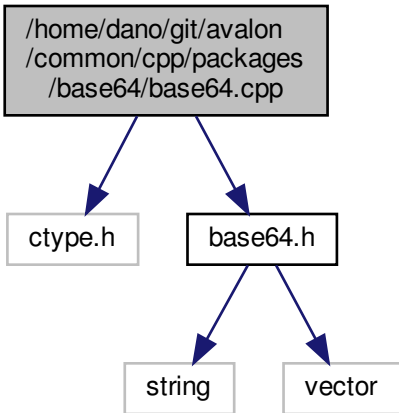 /home/dano/git/avalon
/common/cpp/packages
/base64/base64.cpp
ctype.h
base64.h
string
vector